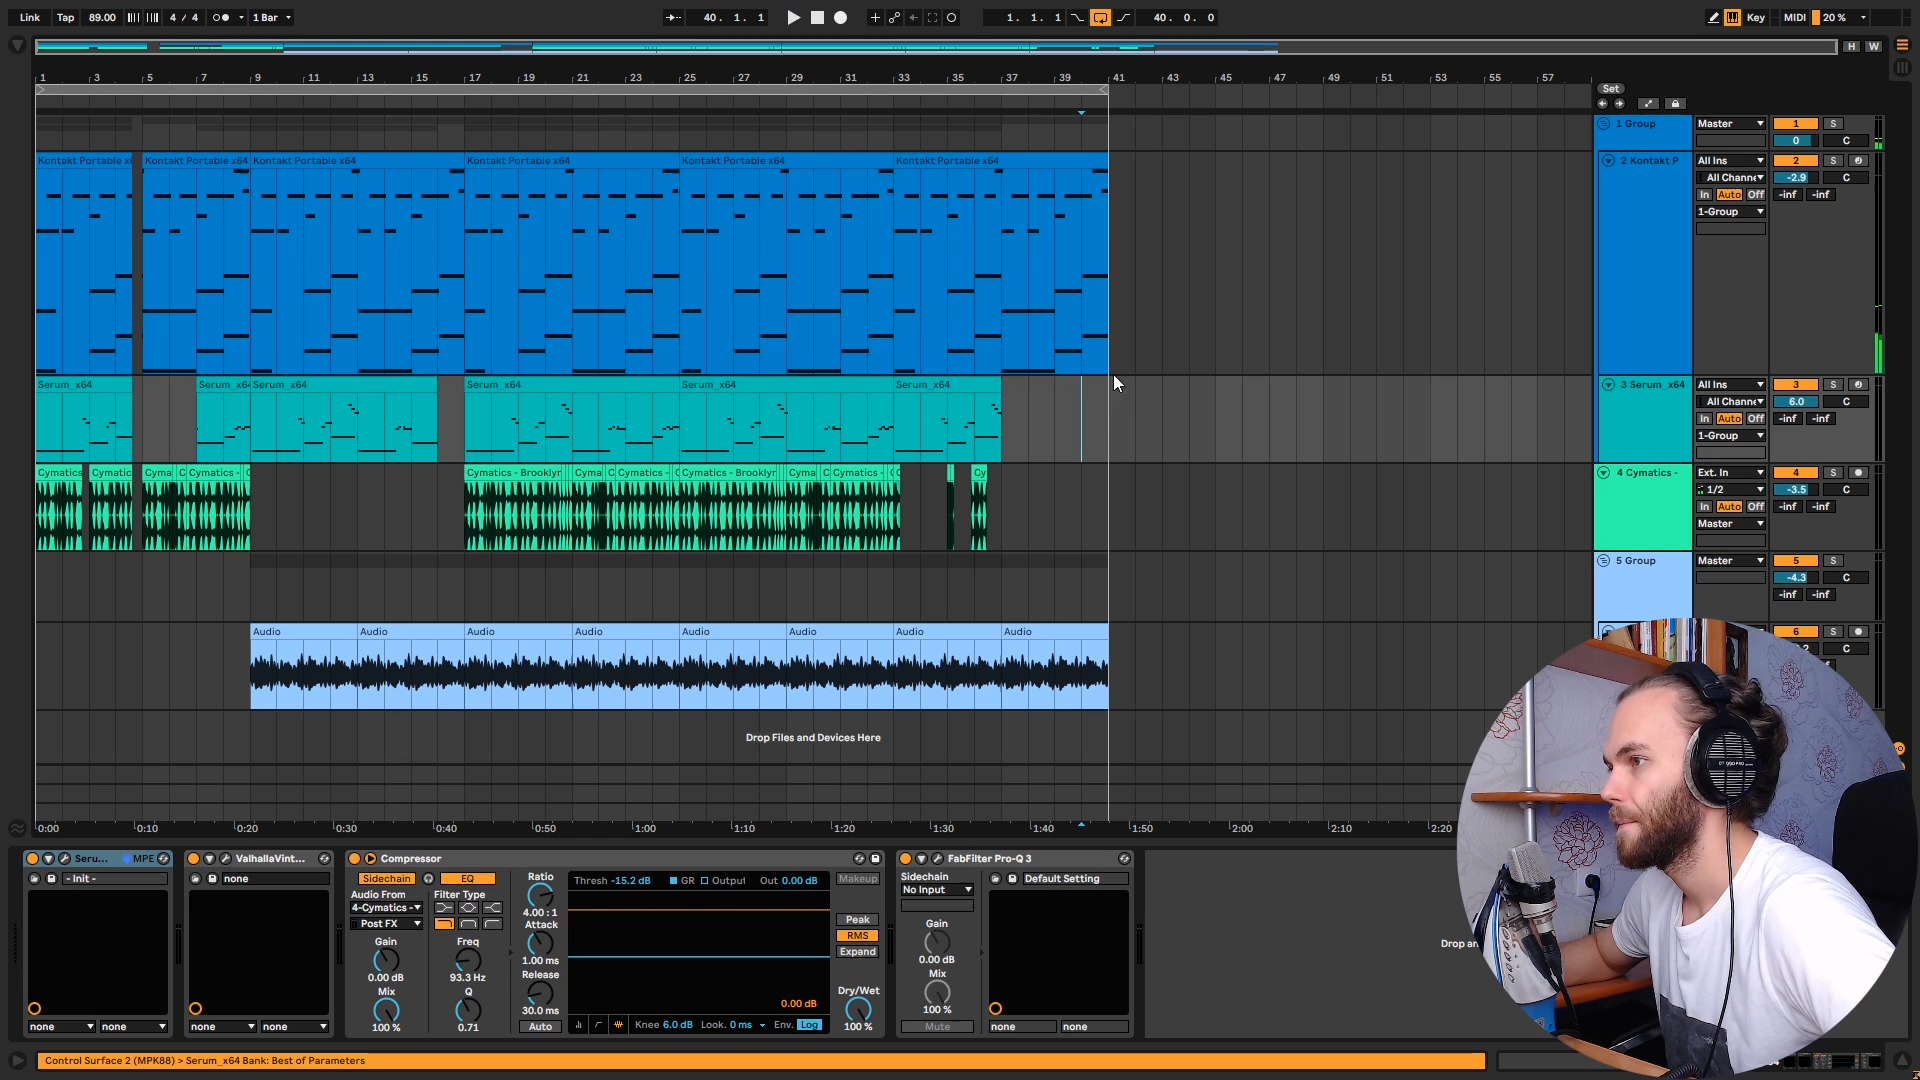 Link Tap 89.00 4 / 4 1 Bar 40. 1. 1 1. 1. 1 40. 0. 0 Key MIDI 20 %
H W
1 3 5 7 9 11 13 15 17 19 21 23 25 27 29 31 33 35 37 39 41 43 45 47 49 51 53 55 57
Set
1 Group Master 1 S
0 C
Kontakt Portable x Kontakt Portable x64 Kontakt Portable x64 Kontakt Portable x64 Kontakt Portable x64 Kontakt Portable x64 2 Kontakt P All Ins 2 S
All Channe -2.9 C
In Auto Off -inf -inf
1-Group
Serum_x64 Serum_x6 Serum_x64 Serum_x64 Serum_x64 Serum_x64 3 Serum_x64 All Ins 3 S
All Channe 6.0 C
In Auto Off -inf -inf
1-Group
Cymatics Cymatic Cyma C Cymatics - Cymatics - Brooklyn Cyma C Cymatics - Cymatics - Brooklyn Cyma C Cymatics - Cy 4 Cymatics - Ext. In 4 S
1/2 -3.5 C
In Auto Off -inf -inf
Master
5 Group Master 5 S
-4.3 C
-inf -inf
Audio Audio Audio Audio Audio Audio Audio Audio 6 S
C
Drop Files and Devices Here
0:00 0:10 0:20 0:30 0:40 0:50 1:00 1:10 1:20 1:30 1:40 1:50 2:00 2:10 2:20
Seru... MPE ValhallaVint... Compressor FabFilter Pro-Q 3
- Init - none Sidechain EQ Ratio Thresh -15.2 dB GR Output Out 0.00 dB Makeup Sidechain Default Setting
Audio From Filter Type No Input
4-Cymatics - 4.00 : 1
Post FX Attack Peak Gain
Gain Freq 1.00 ms RMS
0.00 dB 93.3 Hz Release Expand 0.00 dB
Mix Q 30.0 ms 0.00 dB Dry/Wet Mix
100 % 0.71 Auto Knee 6.0 dB Look. 0 ms Env. Log 100 % 100 %
none none none none Mute none none
Drop an
Control Surface 2 (MPK88) > Serum_x64 Bank: Best of Parameters